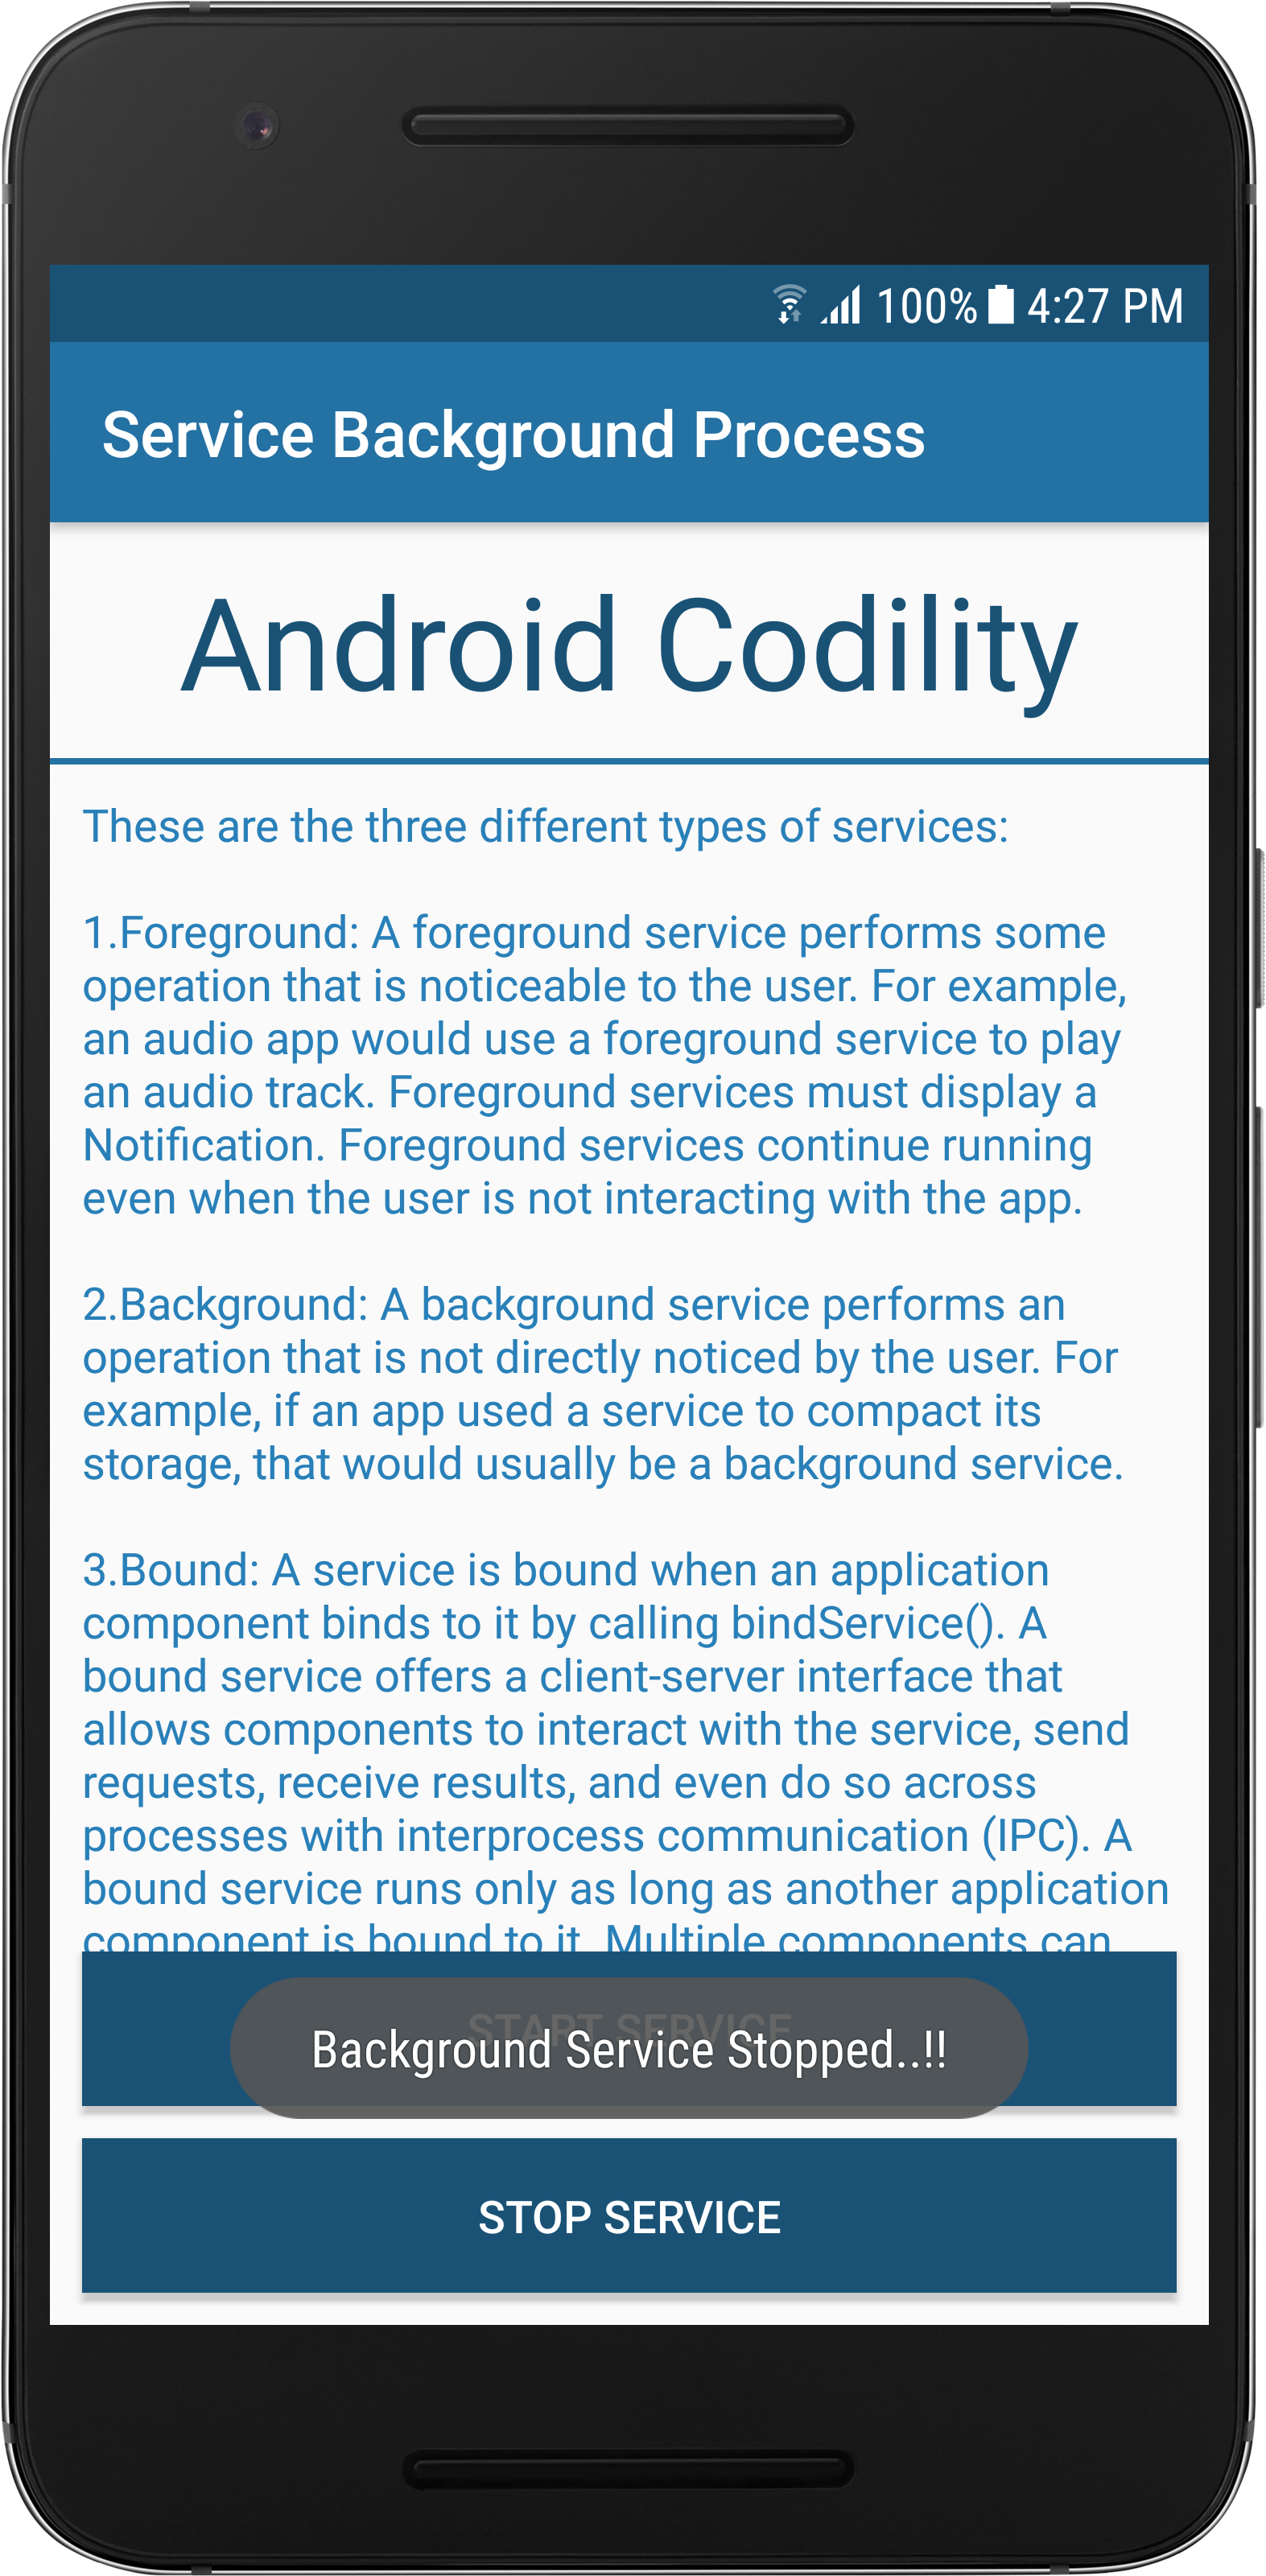 100% 4:27 PM
Service Background Process
Android Codility
These are the three different types of services:
1.Foreground: A foreground service performs some
operation that is noticeable to the user. For example,
an audio app would use a foreground service to play
an audio track. Foreground services must display a
Notification. Foreground services continue running
even when the user is not interacting with the app.
2.Background: A background service performs an
operation that is not directly noticed by the user. For
example, if an app used a service to compact its
storage, that would usually be a background service.
3.Bound: A service is bound when an application
component binds to it by calling bindService(). A
bound service offers a client-server interface that
allows components to interact with the service, send
requests, receive results, and even do so across
processes with interprocess communication (IPC). A
bound service runs only as long as another application
component is bound to it. Multiple components can
START SERVICE
Background Service Stopped..!!
STOP SERVICE